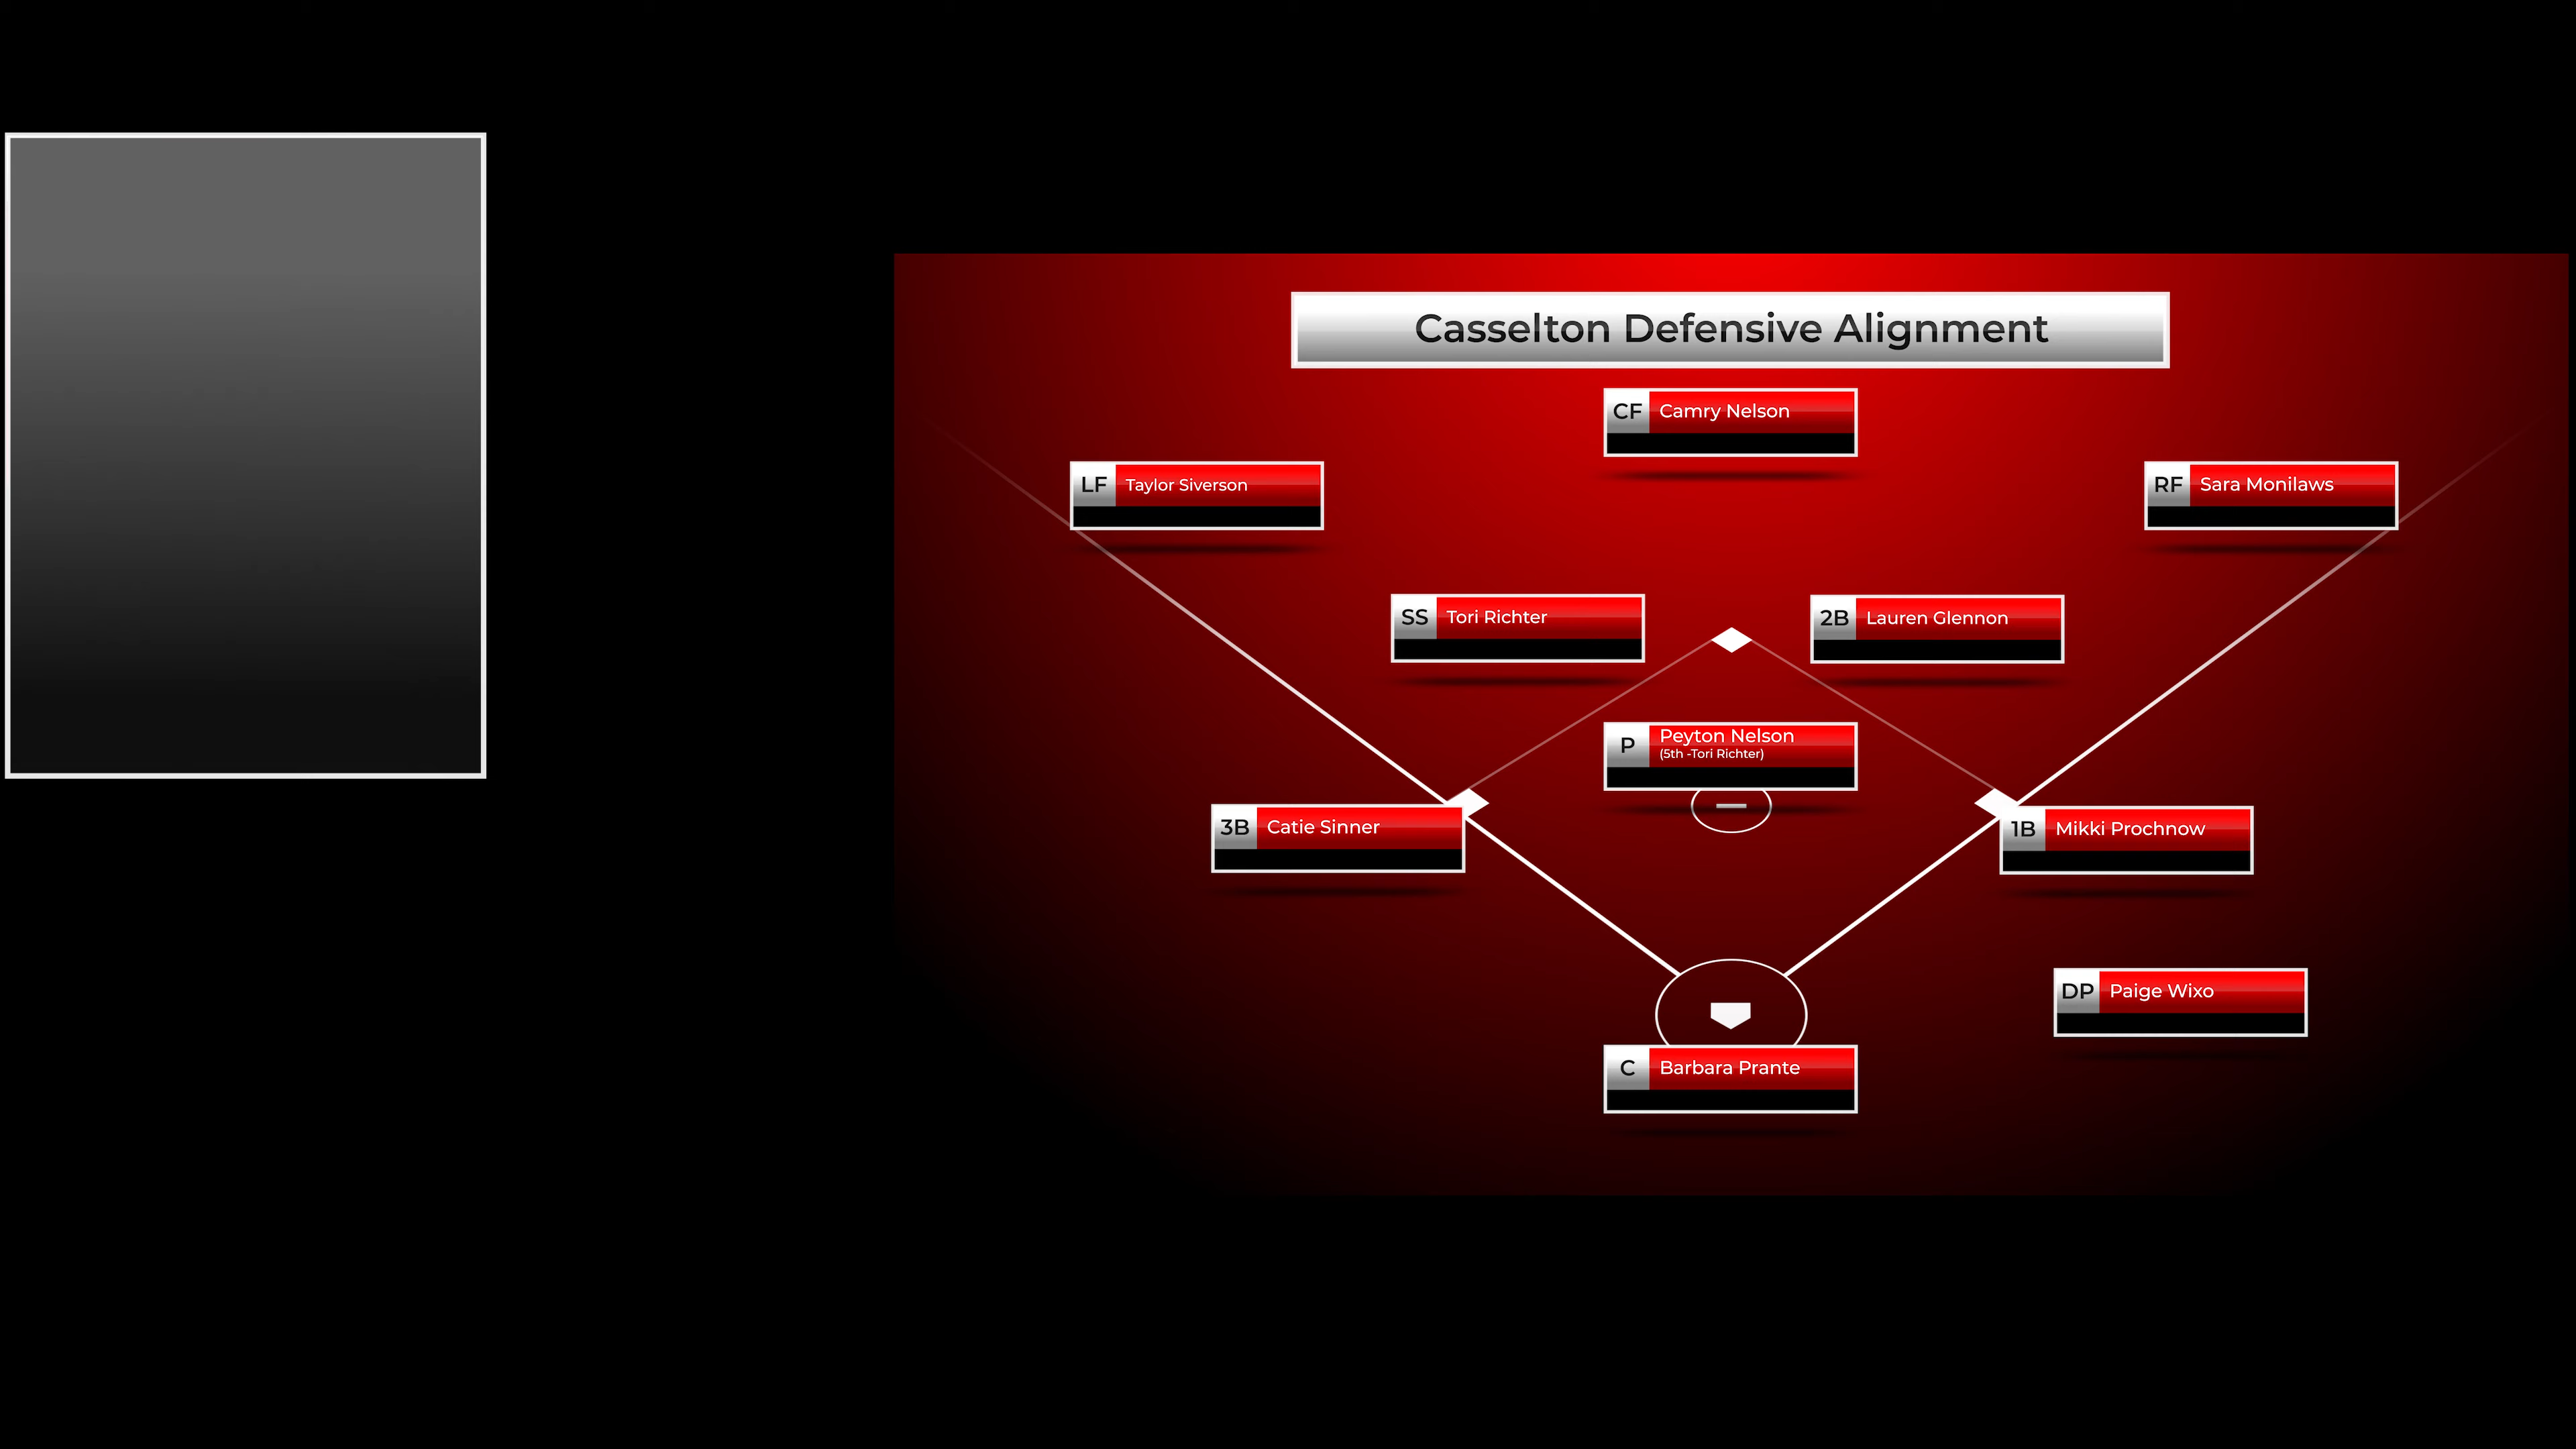 Casselton Defensive Alignment
CF Camry Nelson
LF Taylor Siverson
RF Sara Monilaws
SS Tori Richter
2B Lauren Glennon
P Peyton Nelson
(5th -Tori Richter)
3B Catie Sinner
1B Mikki Prochnow
DP Paige Wixo
C Barbara Prante